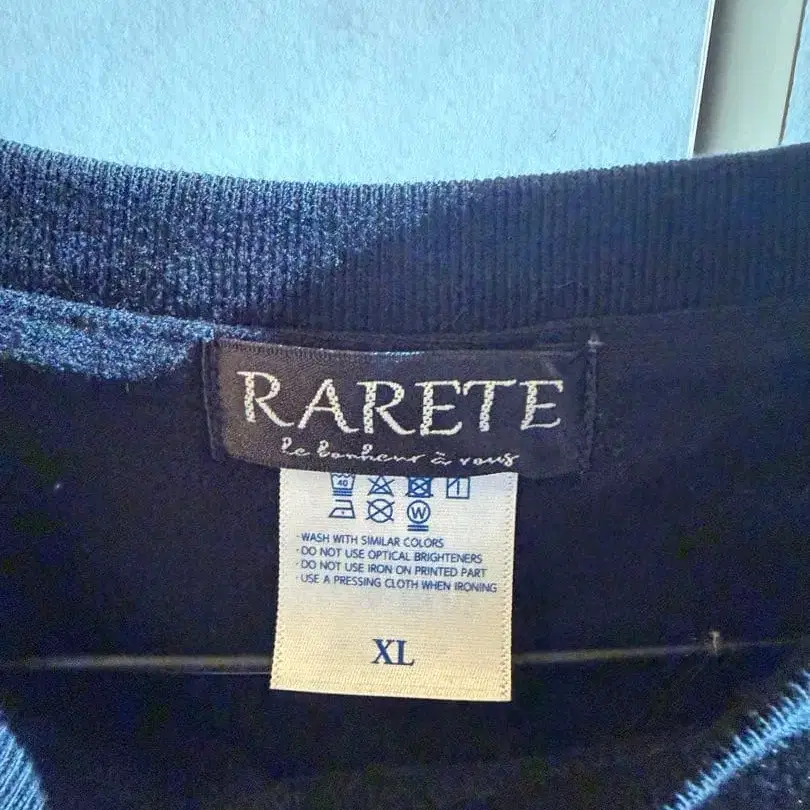 RARETE
le bonheur à vous
40
W
·WASH WITH SIMILAR COLORS
·DO NOT USE OPTICAL BRIGHTENERS
·DO NOT USE IRON ON PRINTED PART
·USE A PRESSING CLOTH WHEN IRONING
XL